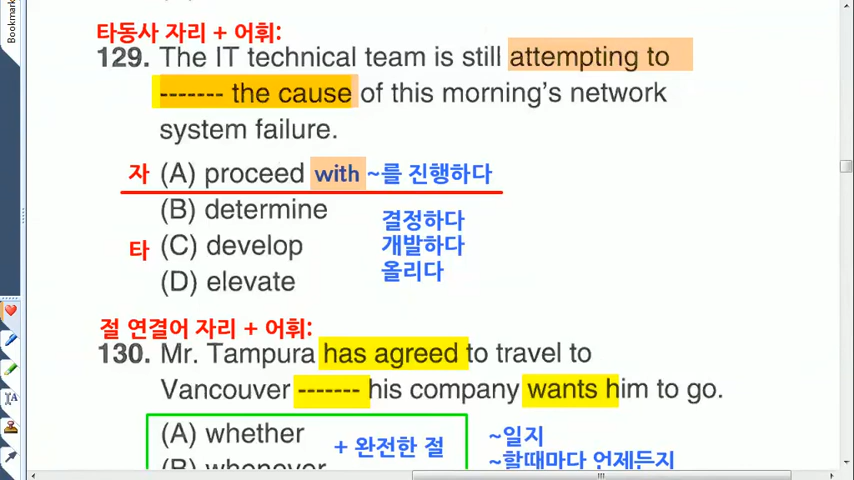 Bookmark
타동사 자리 + 어휘:
129. The IT technical team is still attempting to
------- the cause of this morning's network
system failure.
자 (A) proceed with ~를 진행하다
(B) determine 결정하다
타 (C) develop 개발하다
(D) elevate 올리다
절 연결어 자리 + 어휘:
130. Mr. Tampura has agreed to travel to
Vancouver ------- his company wants him to go.
(A) whether + 완전한 절 ~일지
(B) whenever ~할때마다 언제든지